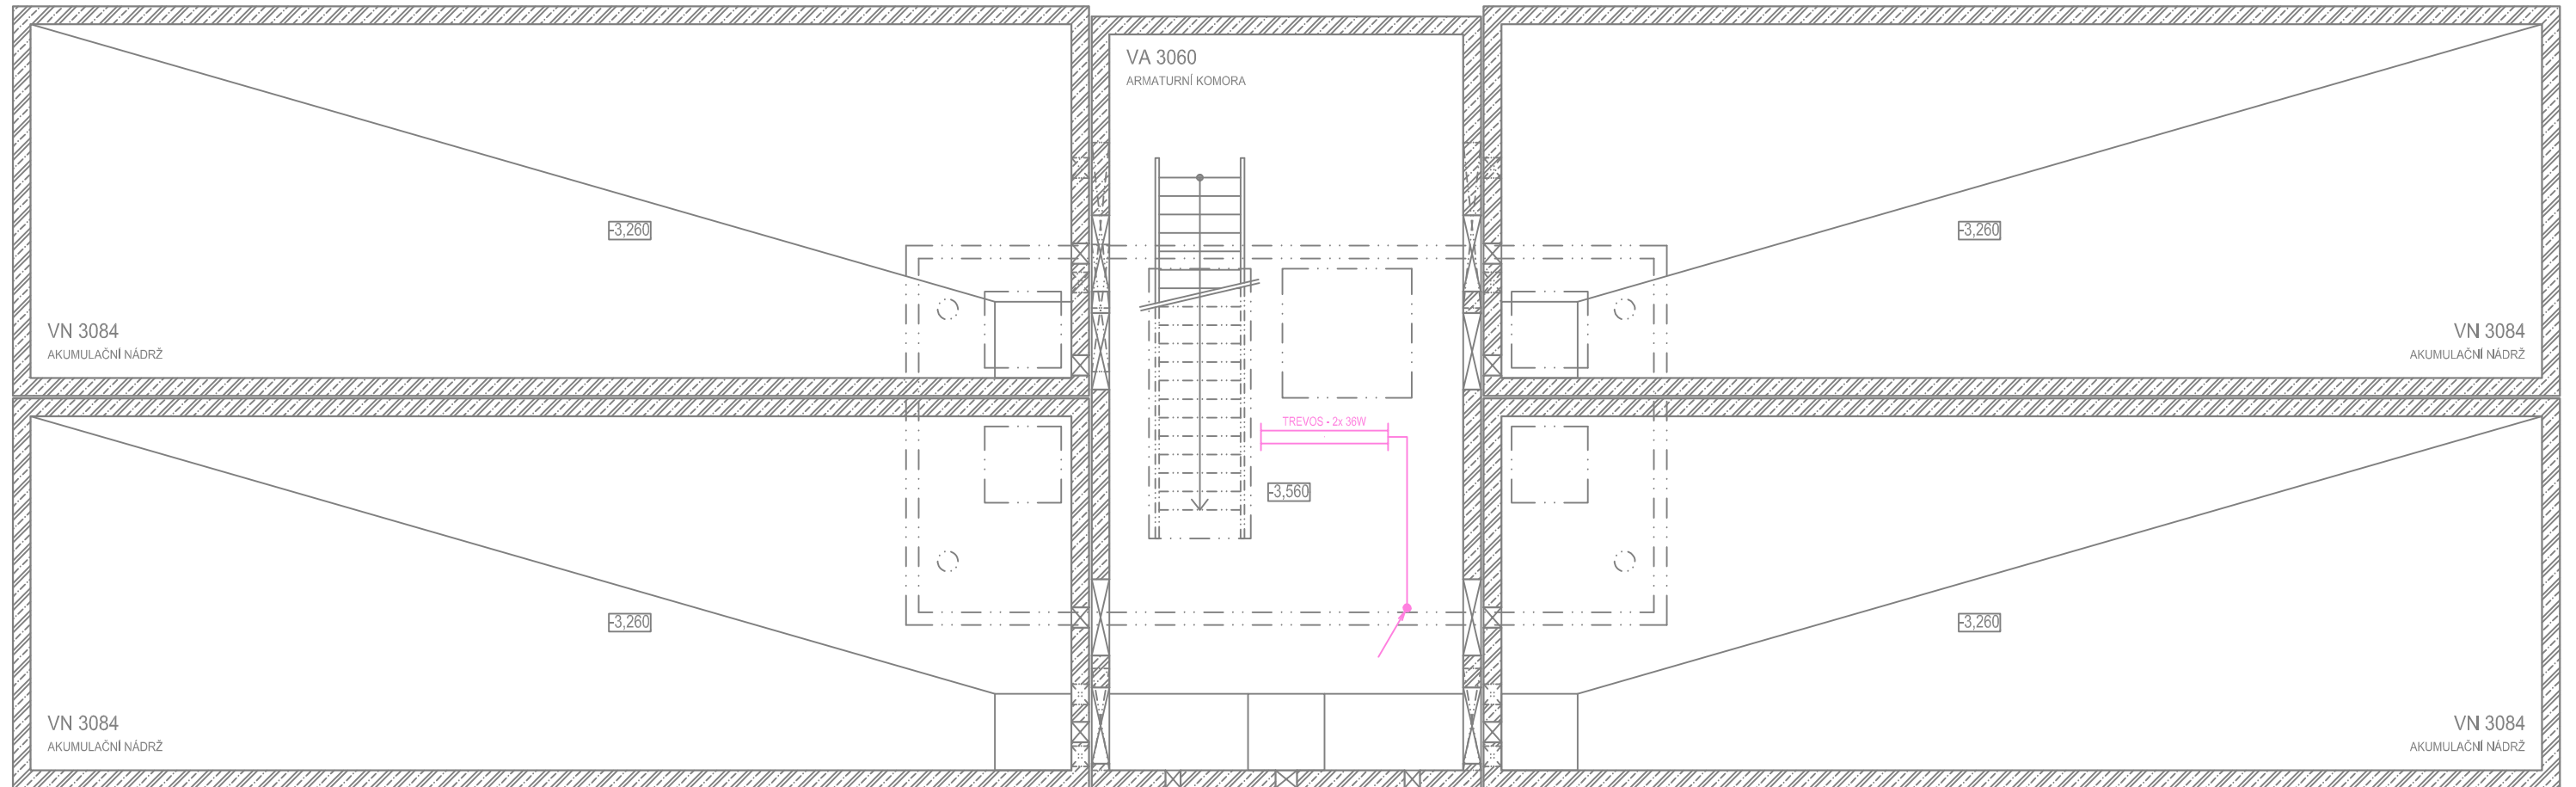 VA 3060
ARMATURNÍ KOMORA
-3,260
-3,260
VN 3084
AKUMULAČNÍ NÁDRŽ
VN 3084
AKUMULAČNÍ NÁDRŽ
TREVOS - 2x 36W
-3,560
-3,260
-3,260
VN 3084
AKUMULAČNÍ NÁDRŽ
VN 3084
AKUMULAČNÍ NÁDRŽ